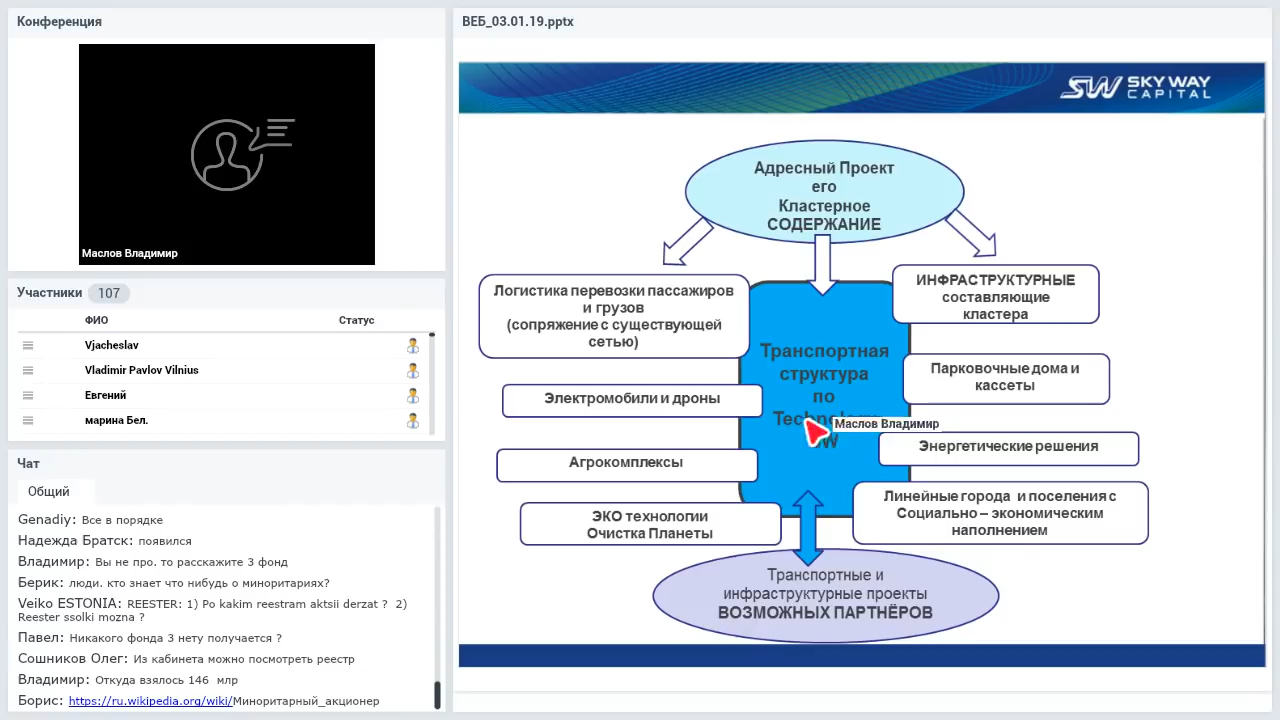 Конференция
Маслов Владимир
Участники 107
ФИО Статус
Vjacheslav
Vladimir Pavlov Vilnius
Евгений
марина Бел.
Чат
Общий
Genadiy: Все в порядке
Надежда Братск: появился
Владимир: Вы не про. то расскажите 3 фонд
Берик: люди. кто знает что нибудь о миноритариях?
Veiko ESTONIA: REESTER: 1) Po kakim reestram aktsii derzat ? 2)
Reester ssolki mozna ?
Павел: Никакого фонда 3 нету получается ?
Сошников Олег: Из кабинета можно посмотреть реестр
Владимир: Откуда взялось 146 млр
Борис: https://ru.wikipedia.org/wiki/Миноритарный_акционер
ВЕБ_03.01.19.pptx
SW SKY WAY
CAPITAL
Адресный Проект
его
Кластерное
СОДЕРЖАНИЕ
Логистика перевозки пассажиров
и грузов
(сопряжение с существующей
сетью)
Электромобили и дроны
Агрокомплексы
ЭКО технологии
Очистка Планеты
Транспортная
структура
по
Маслов Владимир
ИНФРАСТРУКТУРНЫЕ
составляющие
кластера
Парковочные дома и
кассеты
Энергетические решения
Линейные города и поселения с
Социально – экономическим
наполнением
Транспортные и
инфраструктурные проекты
ВОЗМОЖНЫХ ПАРТНЁРОВ